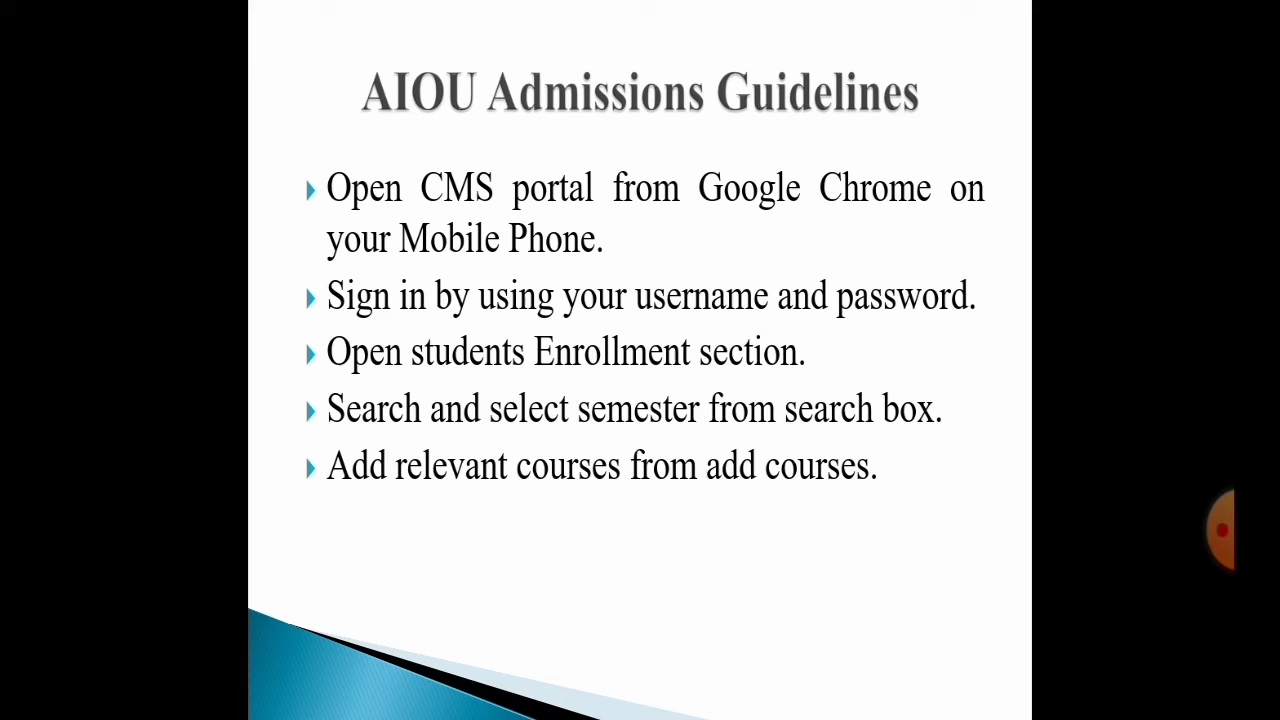 AIOU Admissions Guidelines
Open CMS portal from Google Chrome on
your Mobile Phone.
Sign in by using your username and password.
Open students Enrollment section.
Search and select semester from search box.
Add relevant courses from add courses.